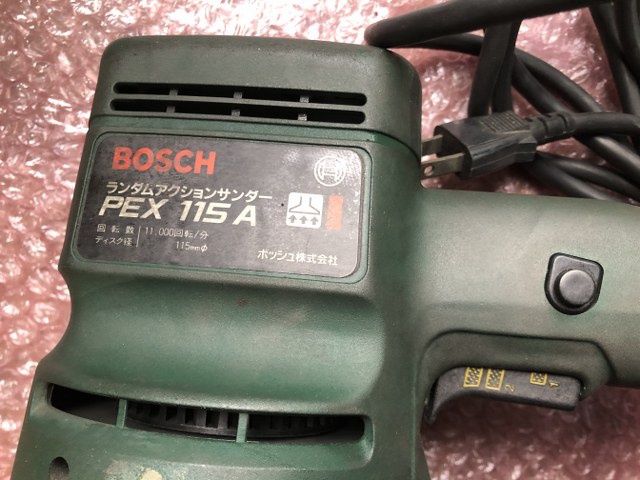 BOSCH
ランダムアクションサンダー
PEX 115 A
回転数 11,000回転/分
ディスク径 115mmφ
ボッシュ株式会社
2 1